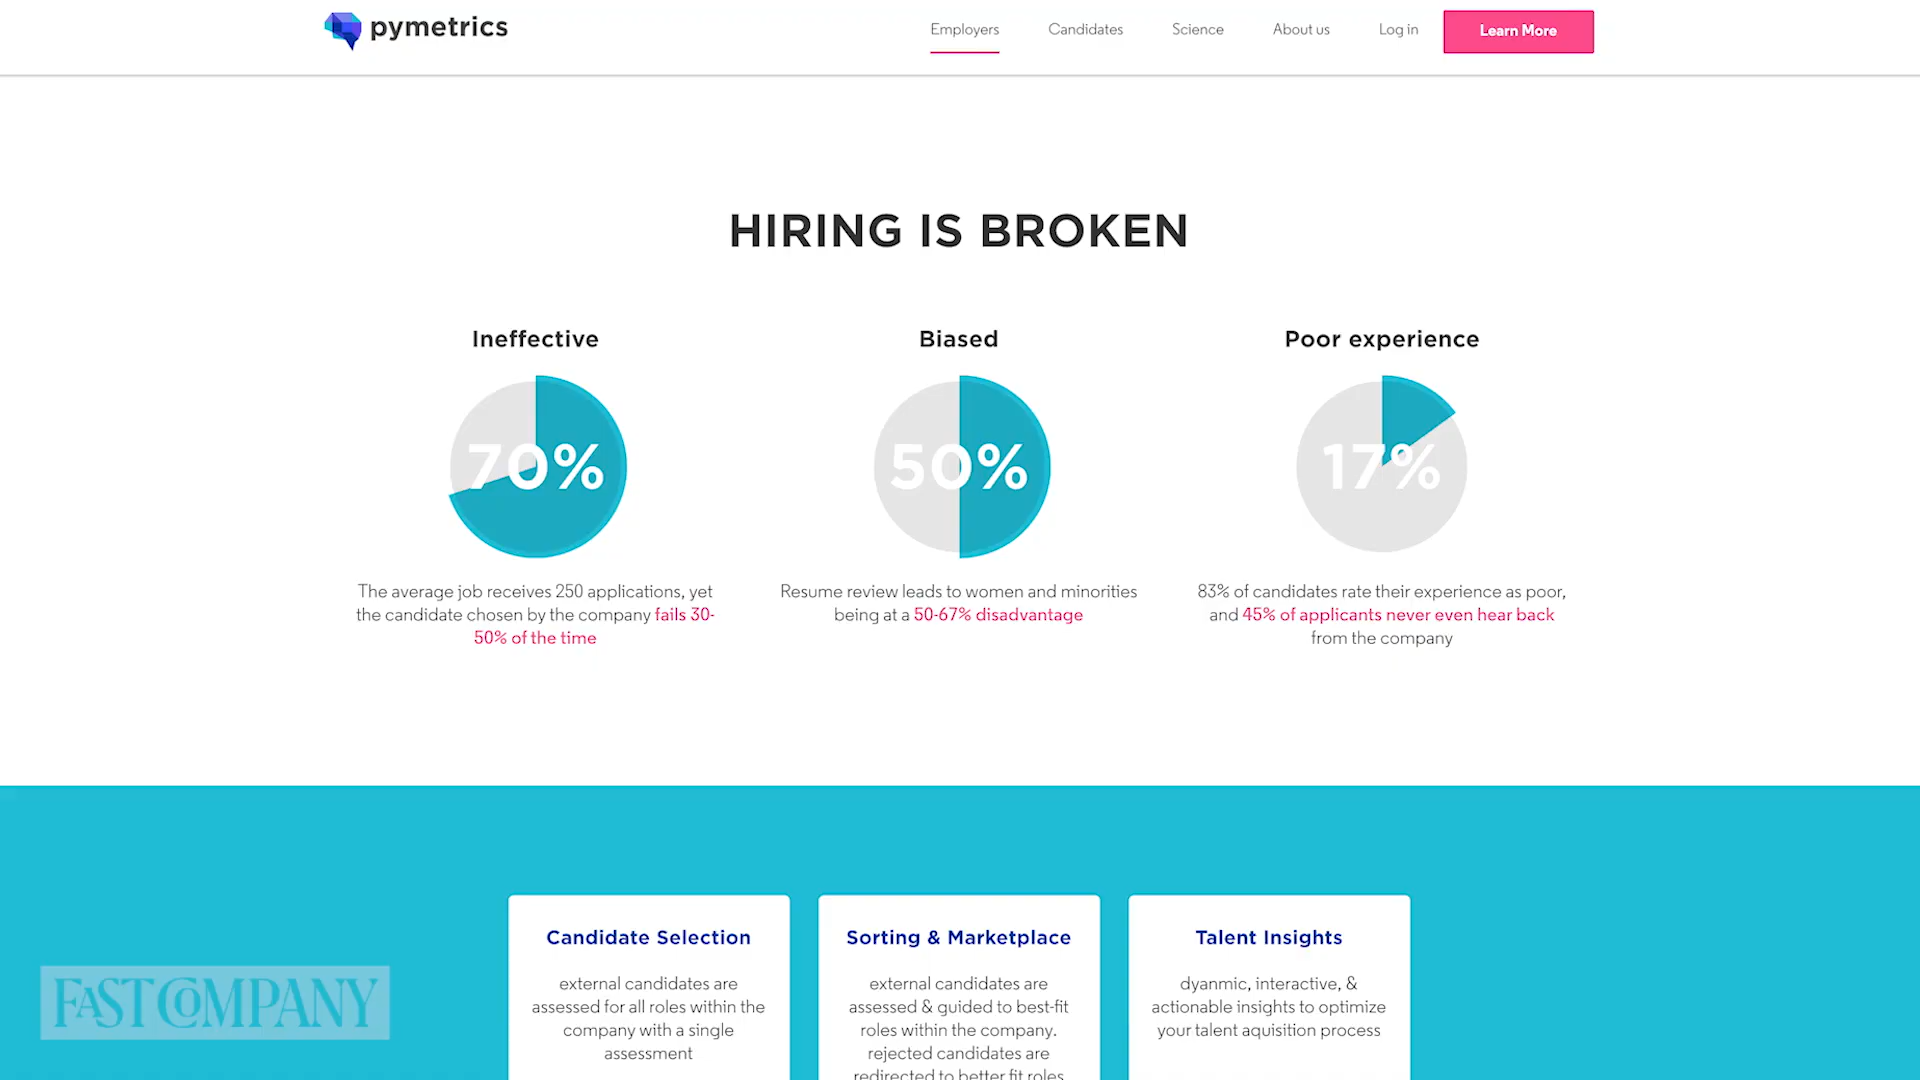 pymetrics
Employers
Candidates
Science
About us
Log in
Learn More
HIRING IS BROKEN
Ineffective
70%
The average job receives 250 applications, yet
the candidate chosen by the company fails 30-
50% of the time
Biased
50%
Resume review leads to women and minorities
being at a 50-67% disadvantage
Poor experience
17%
83% of candidates rate their experience as poor,
and 45% of applicants never even hear back
from the company
Candidate Selection
external candidates are
assessed for all roles within the
company with a single
assessment
Sorting & Marketplace
external candidates are
assessed & guided to best-fit
roles within the company.
rejected candidates are
redirected to better fit roles
Talent Insights
dyanmic, interactive, &
actionable insights to optimize
your talent aquisition process
FAST COMPANY